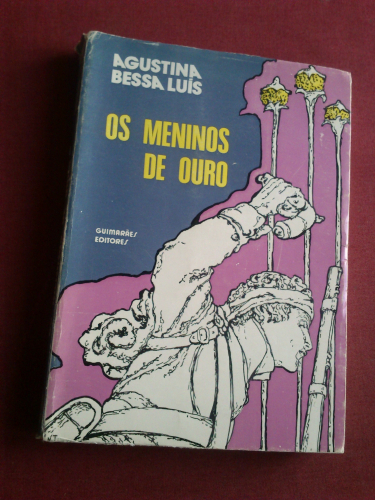 AGUSTINA
BESSA LUÍS
OS MENINOS
DE OURO
GUIMARÃES
EDITORES